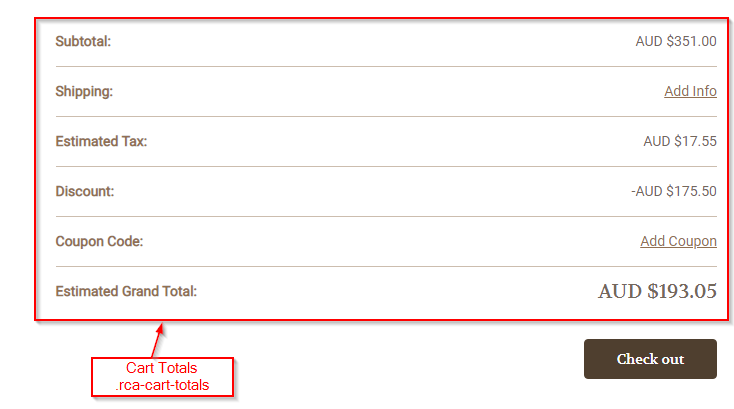 Subtotal: AUD $351.00
Shipping: Add Info
Estimated Tax: AUD $17.55
Discount: -AUD $175.50
Coupon Code: Add Coupon
Estimated Grand Total: AUD $193.05
Check out
Cart Totals
.rca-cart-totals